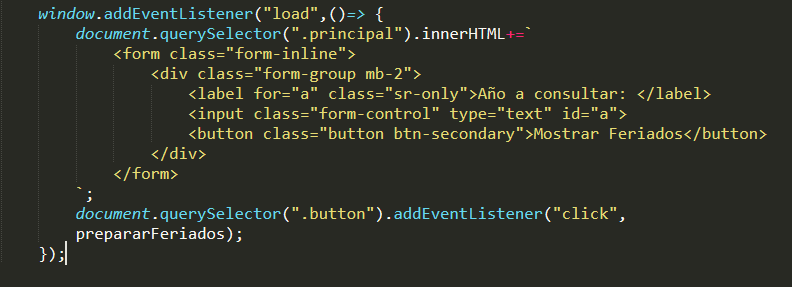 window.addEventListener("load",()=> {
document.querySelector(".principal").innerHTML+=`
<form class="form-inline">
<div class="form-group mb-2">
<label for="a" class="sr-only">Año a consultar: </label>
<input class="form-control" type="text" id="a">
<button class="button btn-secondary">Mostrar Feriados</button>
</div>
</form>
`;
document.querySelector(".button").addEventListener("click",
prepararFeriados);
});